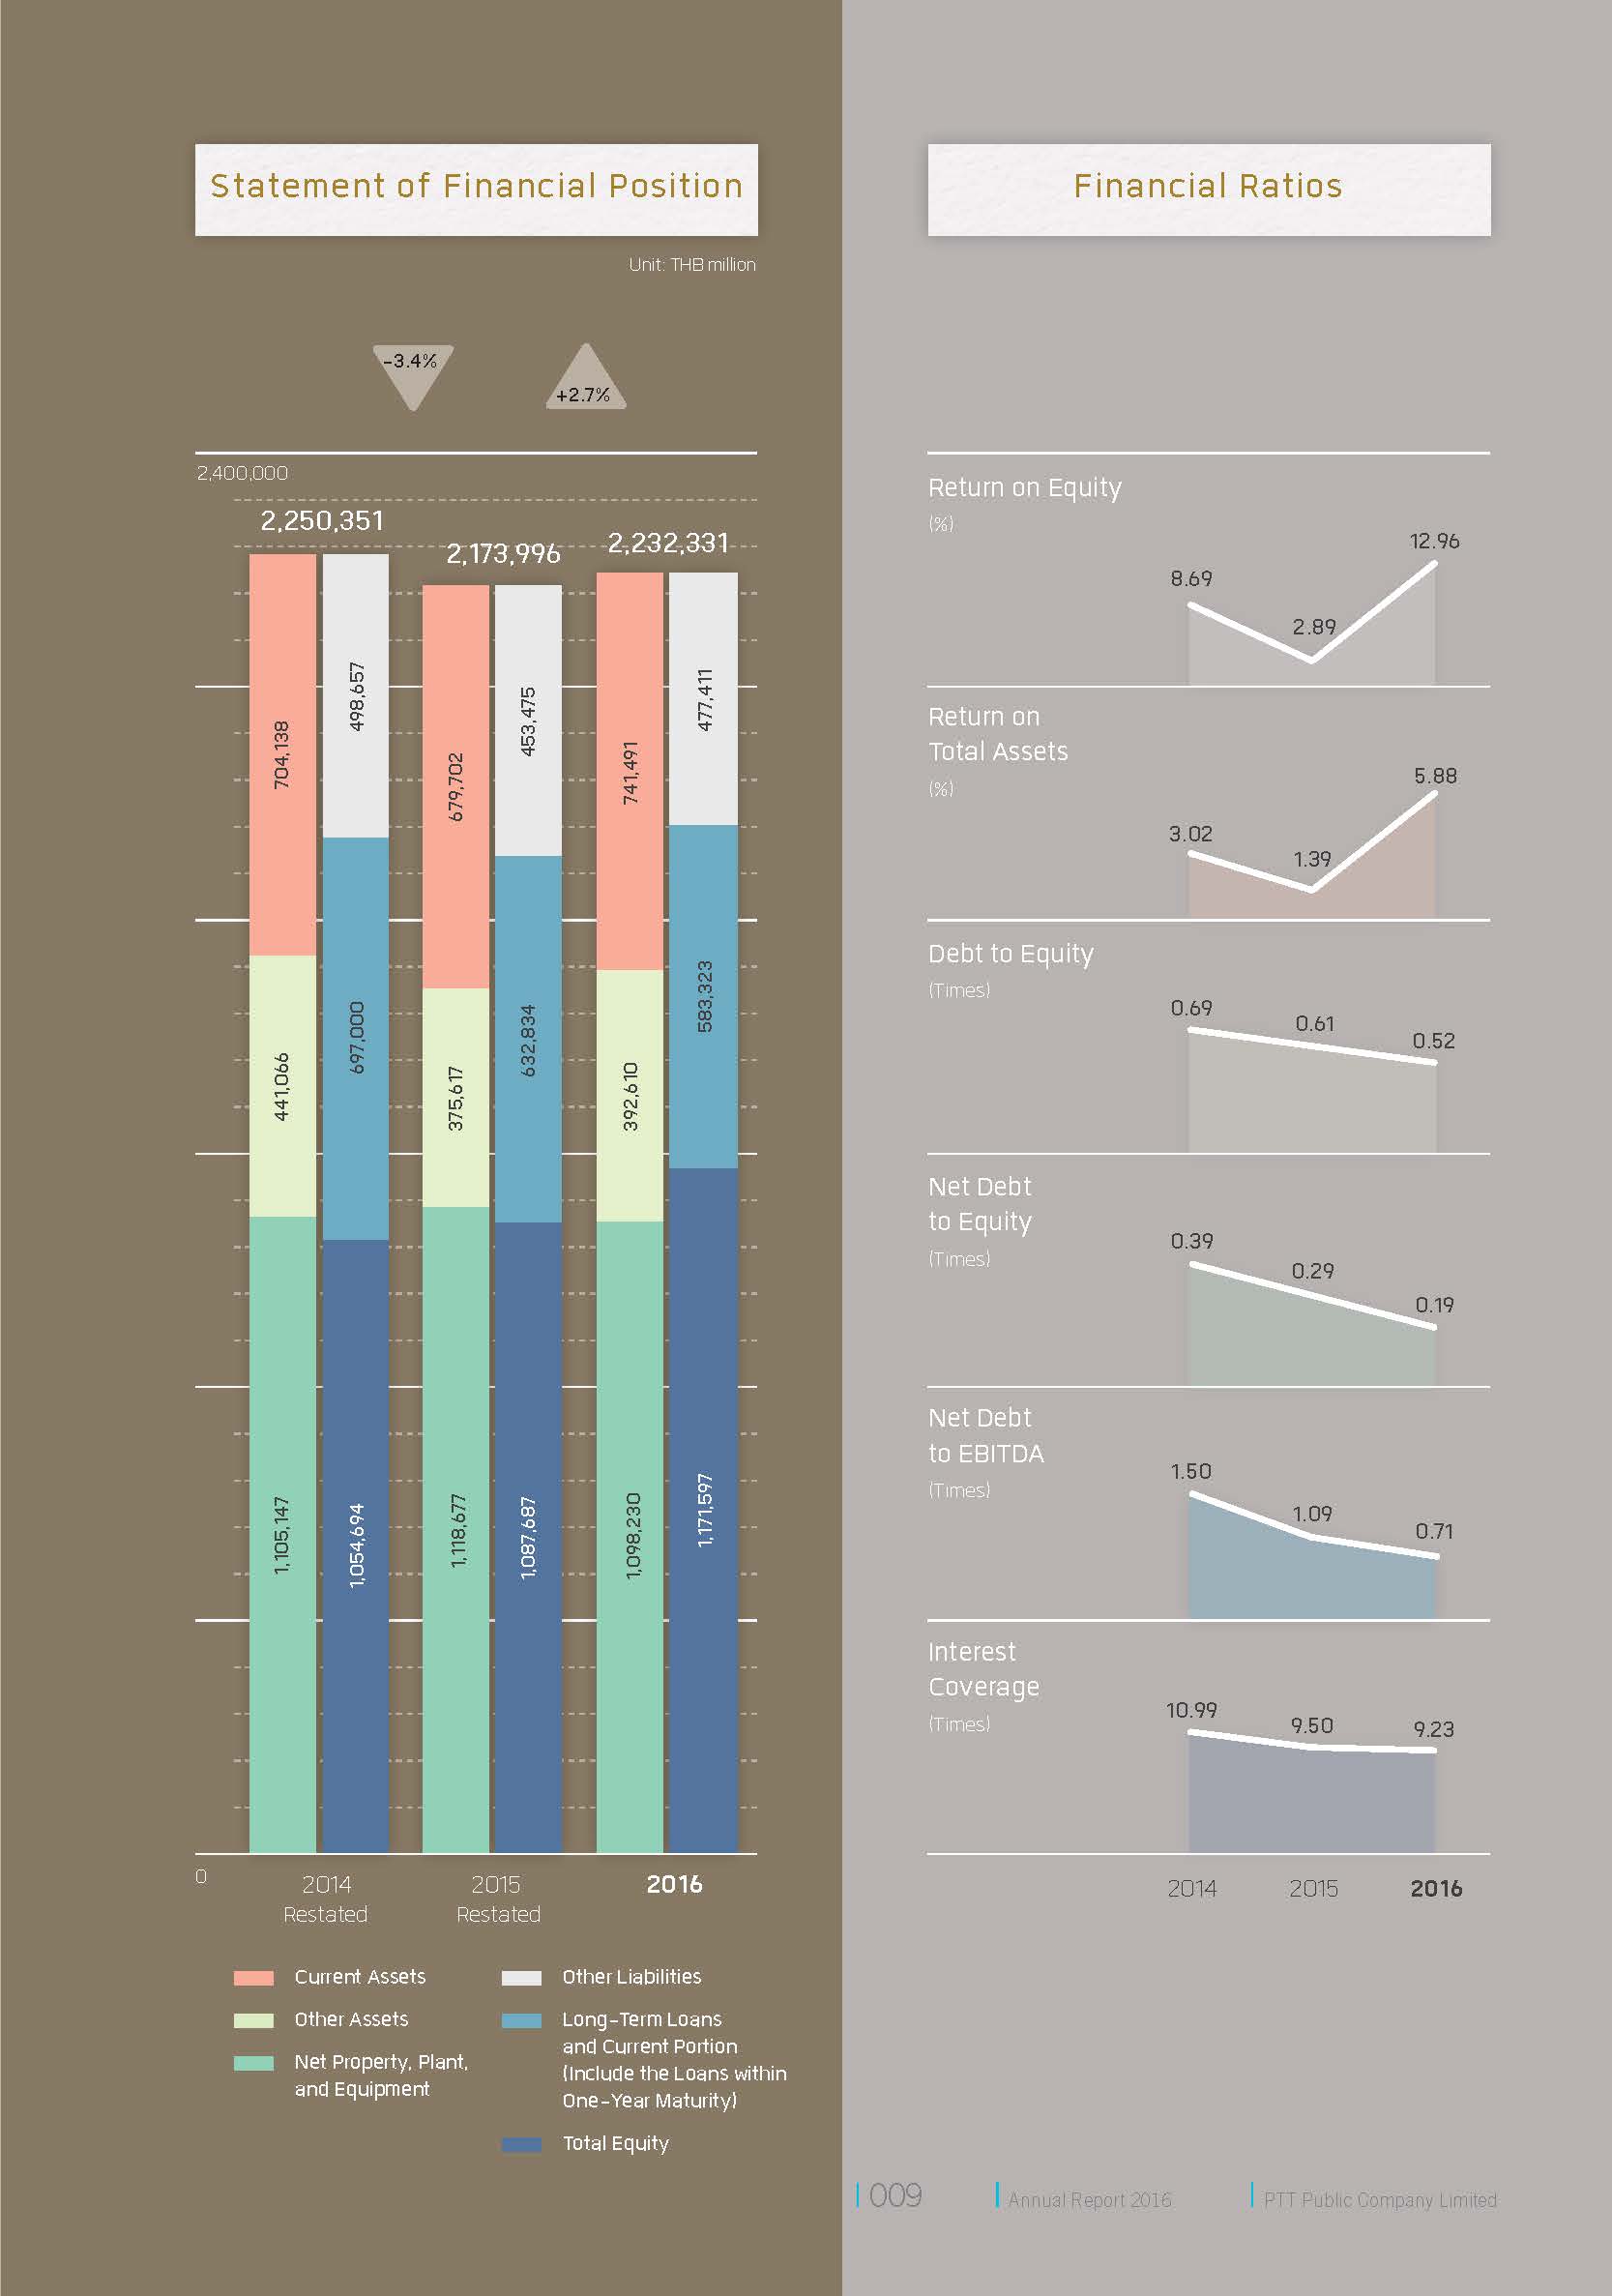 Statement of Financial Position
Unit: THB million
-3.4%
+2.7%
2,400,000
2,250,351
2,173,996
2,232,331
704,138
498,657
679,702
453,475
741,491
477,411
441,066
697,000
375,617
632,834
392,610
583,323
1,105,147
1,054,694
1,118,677
1,087,687
1,098,230
1,171,597
0
2014
Restated
2015
Restated
2016
Current Assets
Other Assets
Net Property, Plant,
and Equipment
Other Liabilities
Long-Term Loans
and Current Portion
(Include the Loans within
One-Year Maturity)
Total Equity
Financial Ratios
Return on Equity
(%)
8.69
2.89
12.96
Return on
Total Assets
(%)
3.02
1.39
5.88
Debt to Equity
(Times)
0.69
0.61
0.52
Net Debt
to Equity
(Times)
0.39
0.29
0.19
Net Debt
to EBITDA
(Times)
1.50
1.09
0.71
Interest
Coverage
(Times)
10.99
9.50
9.23
2014
2015
2016
009
Annual Report 2016
PTT Public Company Limited